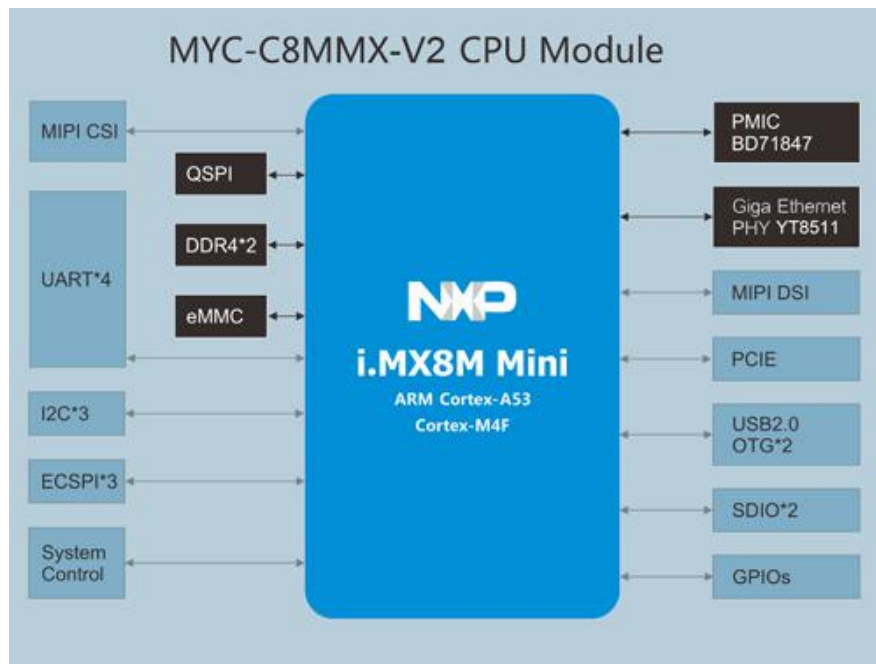 MYC-C8MMX-V2 CPU Module
MIPI CSI
QSPI
DDR4*2
eMMC
UART*4
I2C*3
ECSPI*3
System
Control
NXP
i.MX8M Mini
ARM Cortex-A53
Cortex-M4F
PMIC
BD71847
Giga Ethernet
PHY YT8511
MIPI DSI
PCIE
USB2.0
OTG*2
SDIO*2
GPIOs